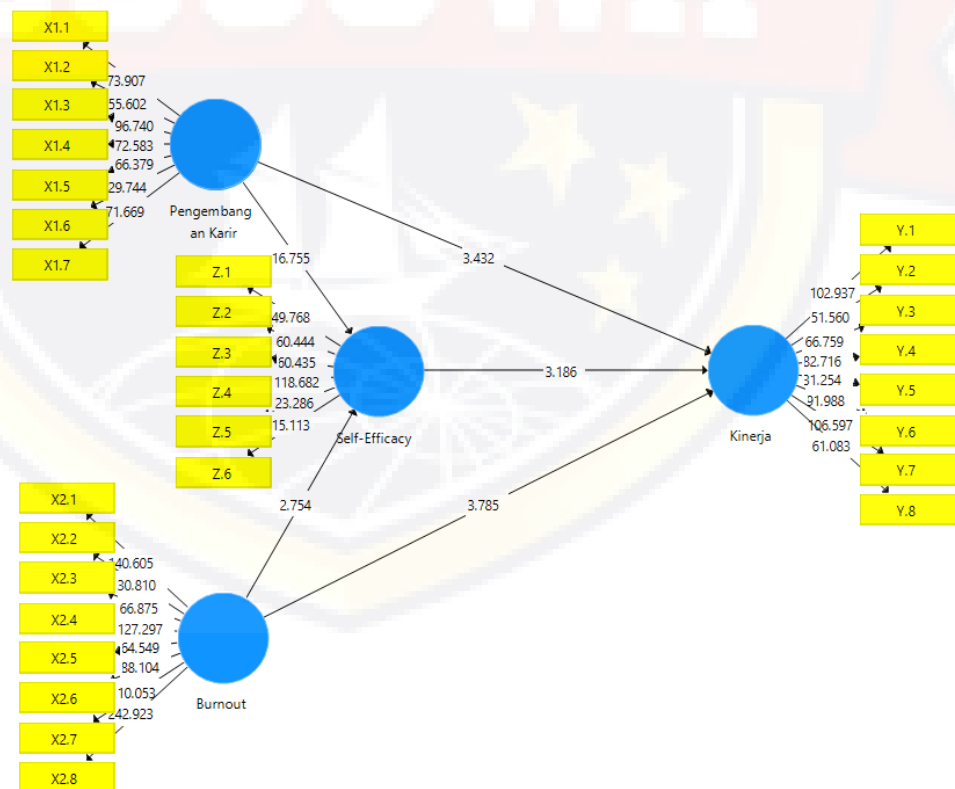 X1.1
X1.2
X1.3
X1.4
X1.5
X1.6
X1.7
73.907
55.602
96.740
72.583
66.379
29.744
71.669
Pengembang
an Karir
16.755
3.432
Z.1
Z.2
Z.3
Z.4
Z.5
Z.6
49.768
60.444
60.435
118.682
23.286
15.113
Self-Efficacy
3.186
2.754
3.785
Y.1
Y.2
Y.3
Y.4
Y.5
Y.6
Y.7
Y.8
102.937
51.560
66.759
82.716
31.254
91.988
106.597
61.083
Kinerja
X2.1
X2.2
X2.3
X2.4
X2.5
X2.6
X2.7
X2.8
30.810
66.875
127.297
64.549
88.104
242.923
Burnout